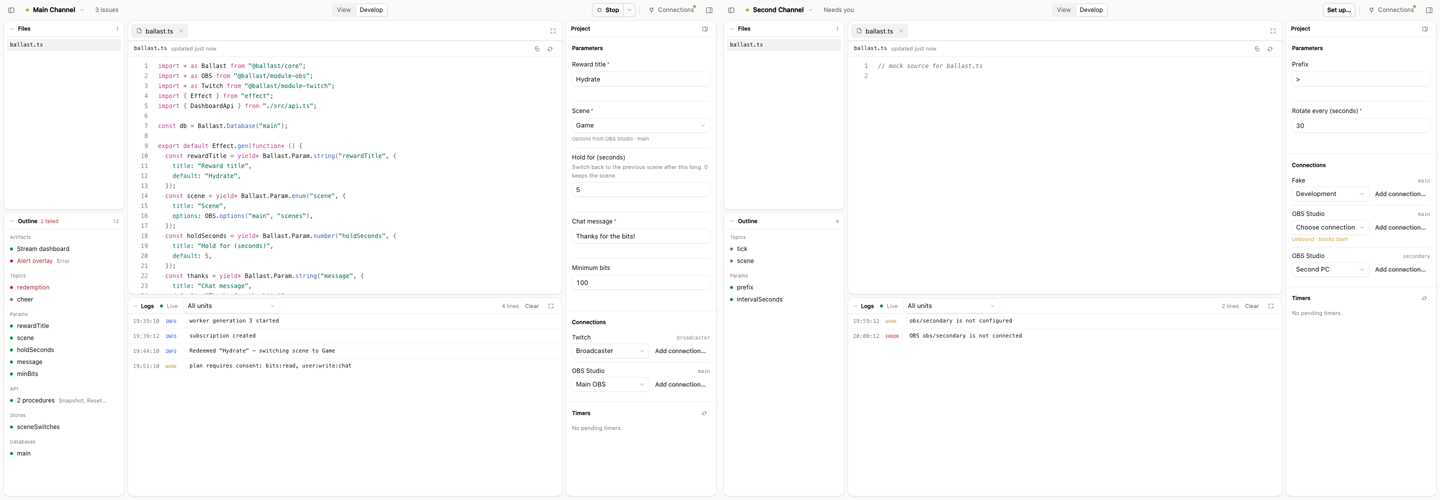 Main Channel
3 issues
View
Develop
Stop
Connections
Files
1
ballast.ts
Outline
2 failed
12
Artifacts
Stream dashboard
Alert overlay
Error
Topics
redemption
cheer
Params
rewardTitle
scene
holdSeconds
message
minBits
API
2 procedures
Snapshot, Reset...
Stores
sceneSwitches
Databases
main
ballast.ts
ballast.ts updated just now
1 import * as Ballast from "@ballast/core";
2 import * as OBS from "@ballast/module-obs";
3 import * as Twitch from "@ballast/module-twitch";
4 import { Effect } from "effect";
5 import { DashboardApi } from "./src/api.ts";
6
7 const db = Ballast.Database("main");
8
9 export default Effect.gen(function* () {
10 const rewardTitle = yield* Ballast.Param.string("rewardTitle", {
11 title: "Reward title",
12 default: "Hydrate",
13 });
14 const scene = yield* Ballast.Param.enum("scene", {
15 title: "Scene",
16 options: OBS.options("main", "scenes"),
17 });
18 const holdSeconds = yield* Ballast.Param.number("holdSeconds", {
19 title: "Hold for (seconds)",
20 default: 5,
21 });
22 const thanks = yield* Ballast.Param.string("message", {
23 title: "Chat message",
Logs
Live
All units
4 lines
Clear
19:39:10 INFO worker generation 3 started
19:39:12 INFO subscription created
19:44:10 INFO Redeemed "Hydrate" — switching scene to Game
19:51:10 WARN plan requires consent: bits:read, user:write:chat
Project
Parameters
Reward title *
Hydrate
Scene *
Game
Options from OBS Studio · main
Hold for (seconds)
Switch back to the previous scene after this long. 0
keeps the scene.
5
Chat message *
Thanks for the bits!
Minimum bits
100
Connections
Twitch
broadcaster
Broadcaster
Add connection...
OBS Studio
main
Main OBS
Add connection...
Timers
No pending timers.
Second Channel
Needs you
View
Develop
Set up...
Connections
Files
1
ballast.ts
Outline
4
Topics
tick
scene
Params
prefix
intervalSeconds
ballast.ts
ballast.ts updated just now
1 // mock source for ballast.ts
2
Logs
Live
All units
2 lines
Clear
19:59:12 WARN obs/secondary is not configured
20:00:12 ERROR OBS obs/secondary is not connected
Project
Parameters
Prefix
>
Rotate every (seconds)
30
Connections
Fake
main
Development
Add connection...
OBS Studio
main
Choose connection
Add connection...
Unbound · blocks Start
OBS Studio
secondary
Second PC
Add connection...
Timers
No pending timers.